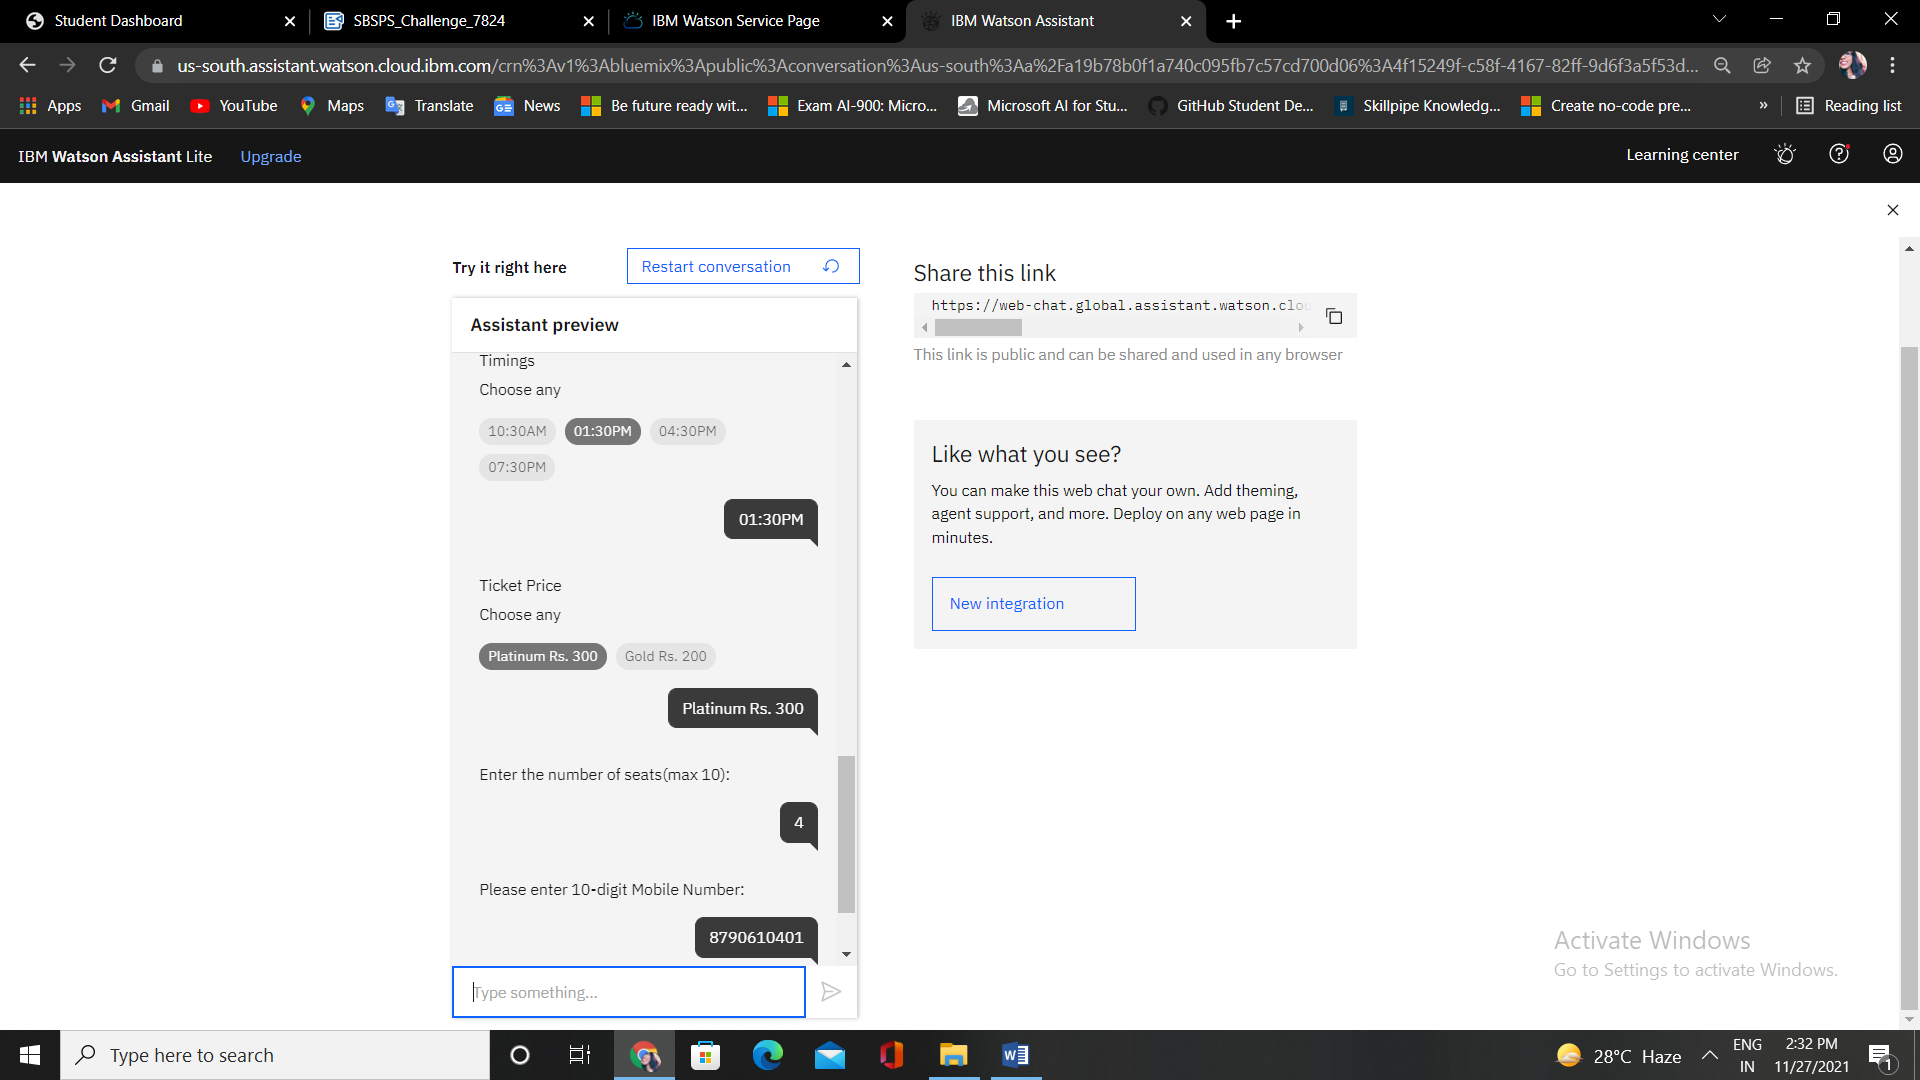 Student Dashboard
SBSPS_Challenge_7824
IBM Watson Service Page
IBM Watson Assistant
us-south.assistant.watson.cloud.ibm.com/crn%3Av1%3Abluemix%3Apublic%3Aconversation%3Aus-south%3Aa%2Fa19b78b0f1a740c095fb7c57cd700d06%3A4f15249f-c58f-4167-82ff-9d6f3a5f53d...
Apps
Gmail
YouTube
Maps
Translate
News
Be future ready wit...
Exam AI-900: Micro...
Microsoft AI for Stu...
GitHub Student De...
Skillpipe Knowledg...
Create no-code pre...
»
Reading list
IBM Watson Assistant Lite
Upgrade
Learning center
Try it right here
Restart conversation
Assistant preview
Timings
Choose any
10:30AM 01:30PM 04:30PM
07:30PM
01:30PM
Ticket Price
Choose any
Platinum Rs. 300 Gold Rs. 200
Platinum Rs. 300
Enter the number of seats(max 10):
4
Please enter 10-digit Mobile Number:
8790610401
Type something...
Share this link
https://web-chat.global.assistant.watson.clou
This link is public and can be shared and used in any browser
Like what you see?
You can make this web chat your own. Add theming,
agent support, and more. Deploy on any web page in
minutes.
New integration
Activate Windows
Go to Settings to activate Windows.
Type here to search
28°C Haze
ENG
IN
2:32 PM
11/27/2021
1